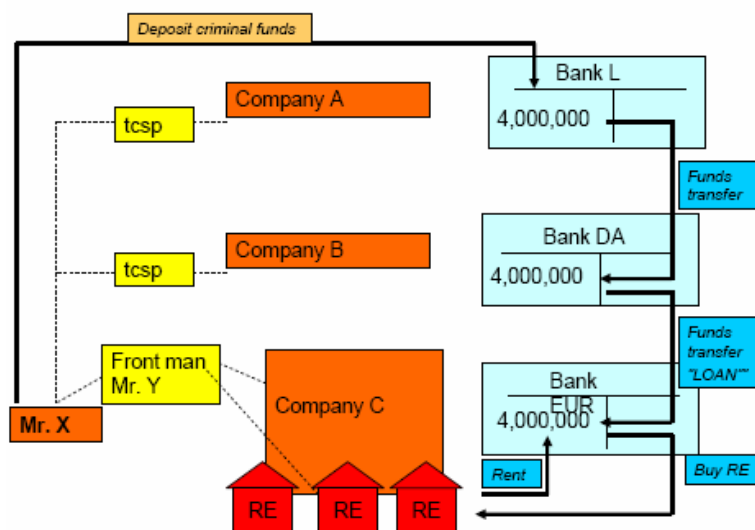 Deposit criminal funds
Bank L
4,000,000
Company A
tcsp
Funds
transfer
Bank DA
4,000,000
Company B
tcsp
Funds
transfer
"LOAN""
Front man
Mr. Y
Company C
Bank
EUR
4,000,000
Mr. X
Rent
Buy RE
RE
RE
RE